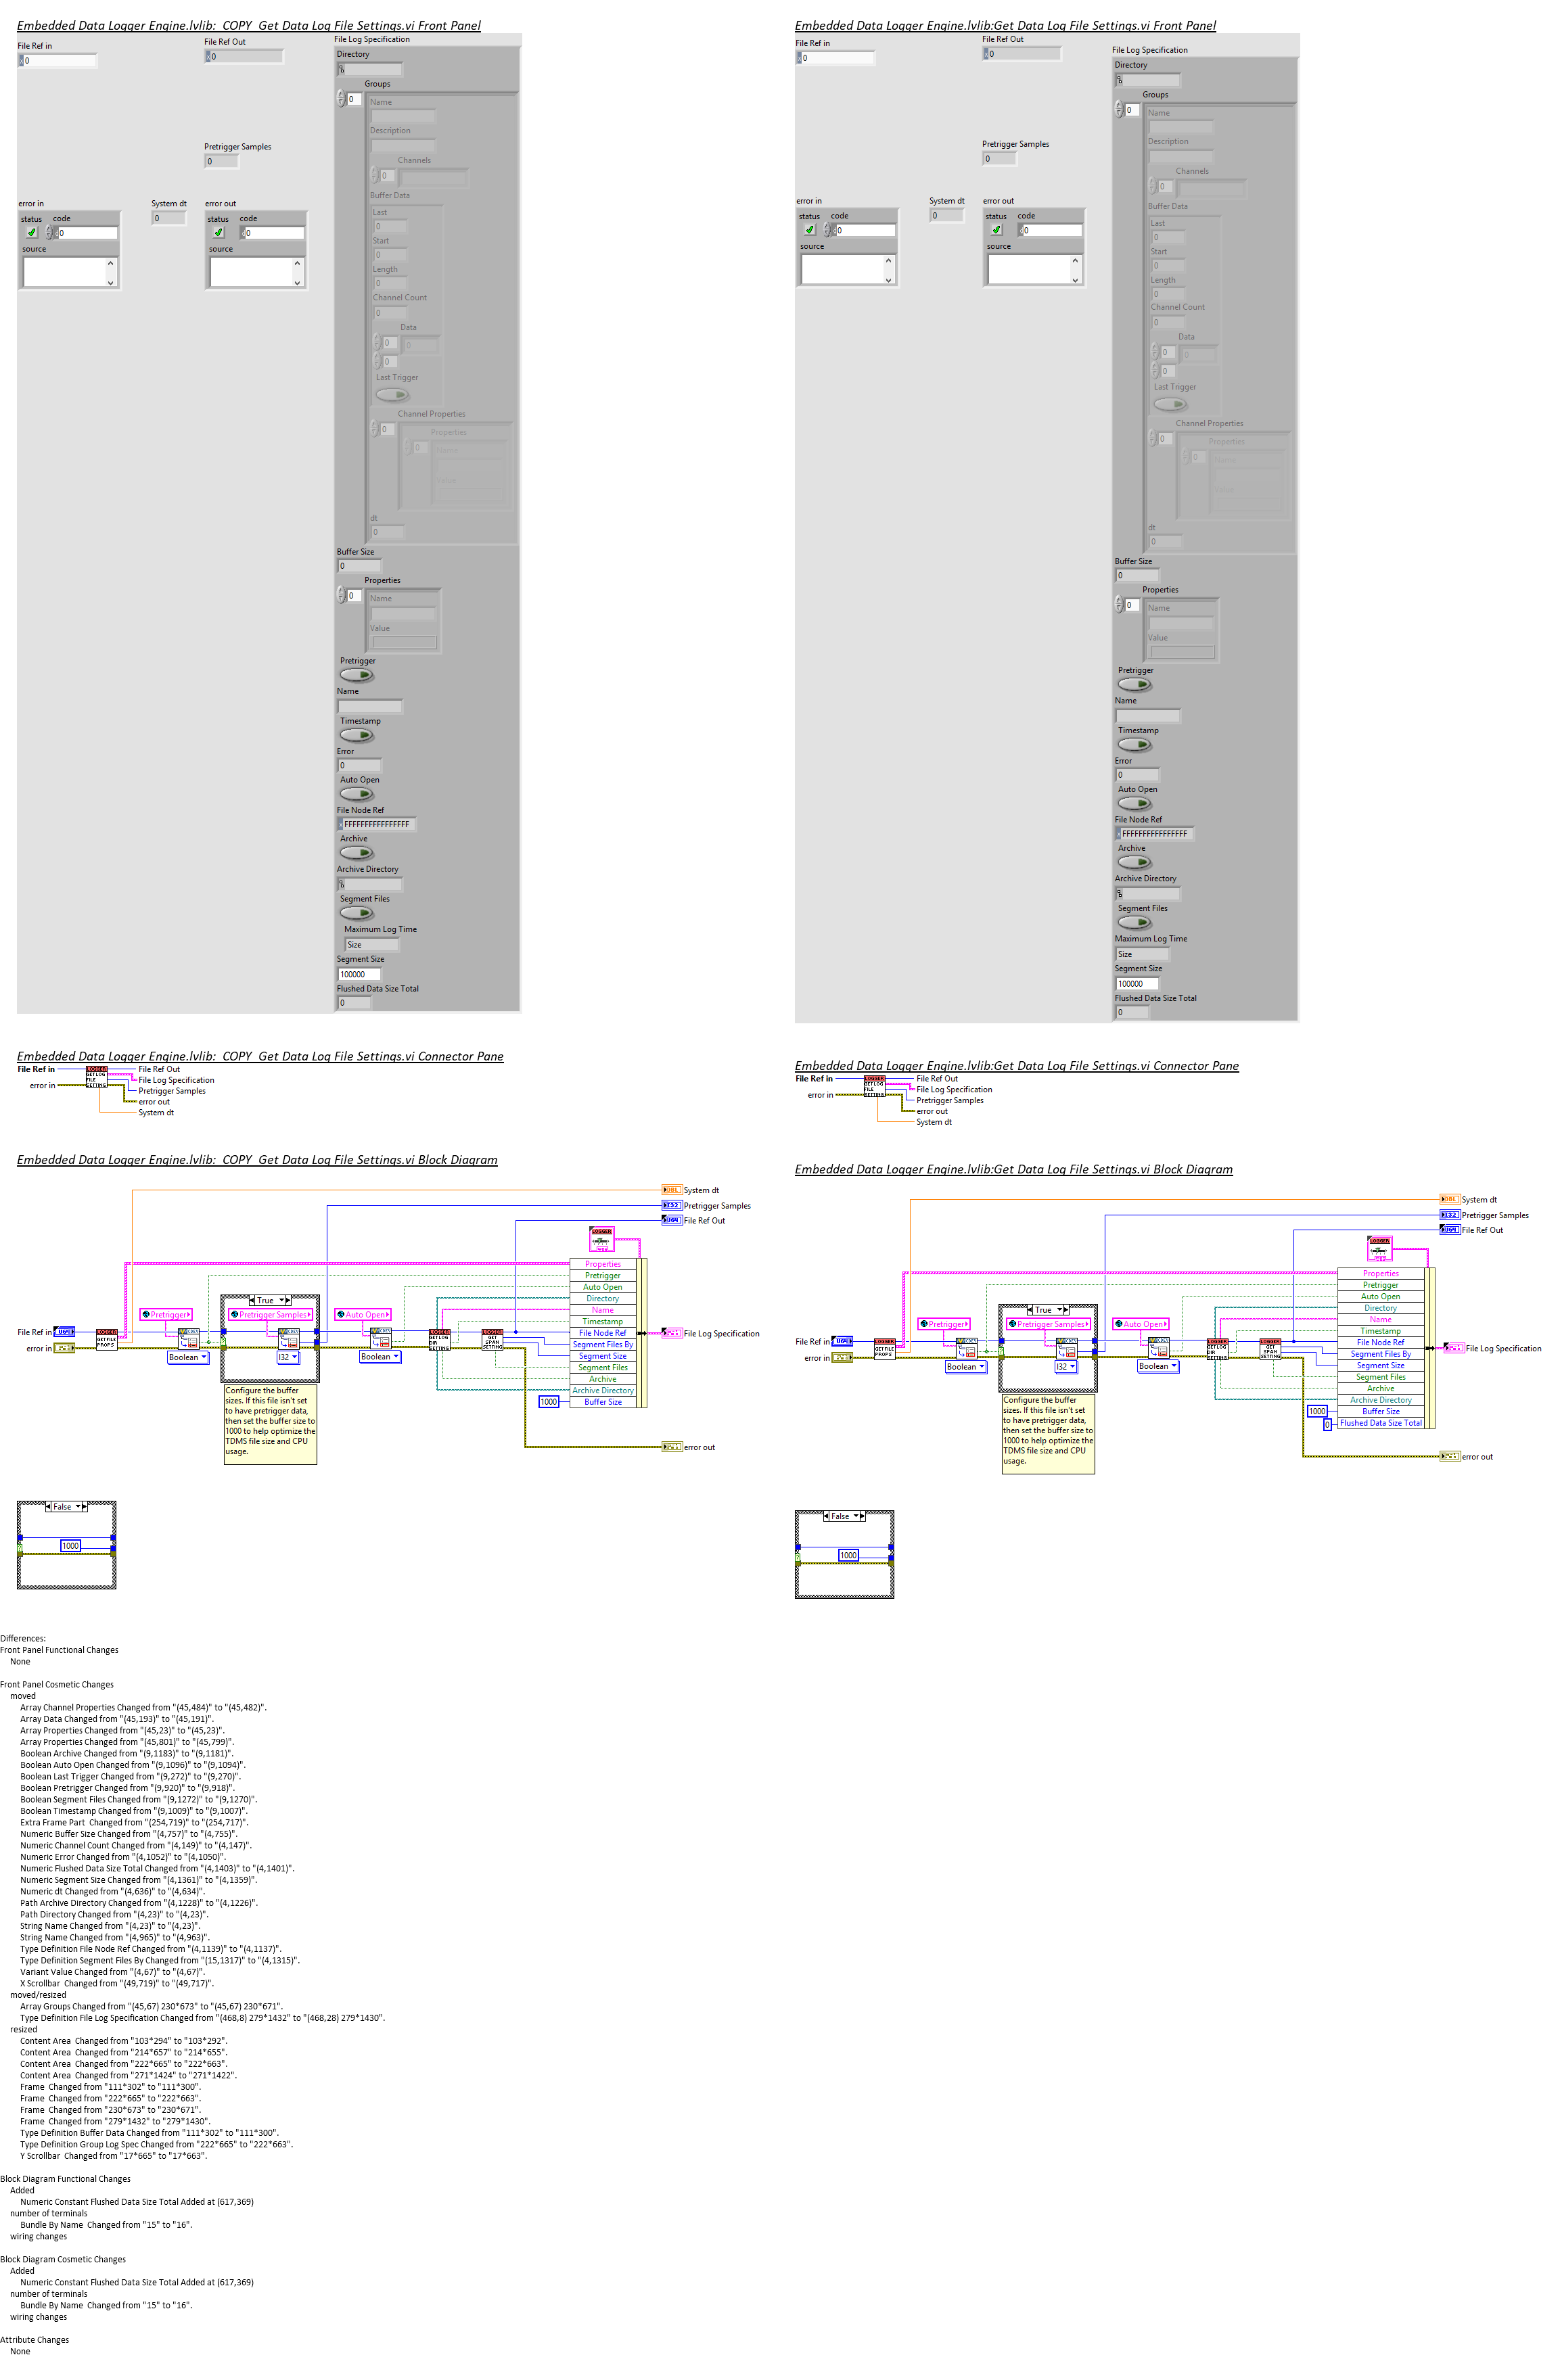 Embedded Data Logger Engine.lvlib:_COPY_Get Data Log File Settings.vi Front Panel
File Ref in
0
File Ref Out
0
Pretrigger Samples
0
error in
status code
0
source
System dt
0
error out
status code
0
source
File Log Specification
Directory
Groups
0
Name
Description
Channels
0
Buffer Data
Last
0
Start
0
Length
0
Channel Count
0
Data
0
0
0
Last Trigger
Channel Properties
0
Properties
0
Name
Value
dt
0
Buffer Size
0
Properties
0
Name
Value
Pretrigger
Name
Timestamp
Error
0
Auto Open
File Node Ref
FFFFFFFFFFFFFFFF
Archive
Archive Directory
Segment Files
Maximum Log Time
Size
Segment Size
100000
Flushed Data Size Total
0
Embedded Data Logger Engine.lvlib:Get Data Log File Settings.vi Front Panel
File Ref in
0
File Ref Out
0
Pretrigger Samples
0
error in
status code
0
source
System dt
0
error out
status code
0
source
File Log Specification
Directory
Groups
0
Name
Description
Channels
0
Buffer Data
Last
0
Start
0
Length
0
Channel Count
0
Data
0
0
0
Last Trigger
Channel Properties
0
Properties
0
Name
Value
dt
0
Buffer Size
0
Properties
0
Name
Value
Pretrigger
Name
Timestamp
Error
0
Auto Open
File Node Ref
FFFFFFFFFFFFFFFF
Archive
Archive Directory
Segment Files
Maximum Log Time
Size
Segment Size
100000
Flushed Data Size Total
0
Embedded Data Logger Engine.lvlib:_COPY_Get Data Log File Settings.vi Connector Pane
File Ref in
error in
LOGGER
GET LOG
FILE
SETTING
File Ref Out
File Log Specification
Pretrigger Samples
error out
System dt
Embedded Data Logger Engine.lvlib:Get Data Log File Settings.vi Connector Pane
File Ref in
error in
LOGGER
GET LOG
FILE
SETTING
File Ref Out
File Log Specification
Pretrigger Samples
error out
System dt
Embedded Data Logger Engine.lvlib:_COPY_Get Data Log File Settings.vi Block Diagram
System dt
Pretrigger Samples
File Ref Out
LOGGER
Properties
Pretrigger
Auto Open
Directory
Name
Timestamp
File Node Ref
Segment Files By
Segment Size
Segment Files
Archive
Archive Directory
Buffer Size
1000
File Ref in
error in
LOGGER
GET FILE
PROPS
Pretrigger
Boolean
True
Pretrigger Samples
I32
Auto Open
Boolean
LOGGER
GET LOG
DIR
SETTING
LOGGER
GET
SPAN
SETTING
File Log Specification
error out
Configure the buffer
sizes. If this file isn't set
to have pretrigger data,
then set the buffer size to
1000 to help optimize the
TDMS file size and CPU
usage.
False
1000
Embedded Data Logger Engine.lvlib:Get Data Log File Settings.vi Block Diagram
System dt
Pretrigger Samples
File Ref Out
LOGGER
Properties
Pretrigger
Auto Open
Directory
Name
Timestamp
File Node Ref
Segment Files By
Segment Size
Segment Files
Archive
Archive Directory
Buffer Size
Flushed Data Size Total
1000
0
File Ref in
error in
LOGGER
GET FILE
PROPS
Pretrigger
Boolean
True
Pretrigger Samples
I32
Auto Open
Boolean
LOGGER
GET LOG
DIR
SETTING
LOGGER
GET
SPAN
SETTING
File Log Specification
error out
Configure the buffer
sizes. If this file isn't set
to have pretrigger data,
then set the buffer size to
1000 to help optimize the
TDMS file size and CPU
usage.
False
1000
Differences:
Front Panel Functional Changes
None
Front Panel Cosmetic Changes
moved
Array Channel Properties Changed from "(45,484)" to "(45,482)".
Array Data Changed from "(45,193)" to "(45,191)".
Array Properties Changed from "(45,23)" to "(45,23)".
Array Properties Changed from "(45,801)" to "(45,799)".
Boolean Archive Changed from "(9,1183)" to "(9,1181)".
Boolean Auto Open Changed from "(9,1096)" to "(9,1094)".
Boolean Last Trigger Changed from "(9,272)" to "(9,270)".
Boolean Pretrigger Changed from "(9,920)" to "(9,918)".
Boolean Segment Files Changed from "(9,1272)" to "(9,1270)".
Boolean Timestamp Changed from "(9,1009)" to "(9,1007)".
Extra Frame Part  Changed from "(254,719)" to "(254,717)".
Numeric Buffer Size Changed from "(4,757)" to "(4,755)".
Numeric Channel Count Changed from "(4,149)" to "(4,147)".
Numeric Error Changed from "(4,1052)" to "(4,1050)".
Numeric Flushed Data Size Total Changed from "(4,1403)" to "(4,1401)".
Numeric Segment Size Changed from "(4,1361)" to "(4,1359)".
Numeric dt Changed from "(4,636)" to "(4,634)".
Path Archive Directory Changed from "(4,1228)" to "(4,1226)".
Path Directory Changed from "(4,23)" to "(4,23)".
String Name Changed from "(4,23)" to "(4,23)".
String Name Changed from "(4,965)" to "(4,963)".
Type Definition File Node Ref Changed from "(4,1139)" to "(4,1137)".
Type Definition Segment Files By Changed from "(15,1317)" to "(4,1315)".
Variant Value Changed from "(4,67)" to "(4,67)".
X Scrollbar  Changed from "(49,719)" to "(49,717)".
moved/resized
Array Groups Changed from "(45,67) 230*673" to "(45,67) 230*671".
Type Definition File Log Specification Changed from "(468,8) 279*1432" to "(468,28) 279*1430".
resized
Content Area  Changed from "103*294" to "103*292".
Content Area  Changed from "214*657" to "214*655".
Content Area  Changed from "222*665" to "222*663".
Content Area  Changed from "271*1424" to "271*1422".
Frame  Changed from "111*302" to "111*300".
Frame  Changed from "222*665" to "222*663".
Frame  Changed from "230*673" to "230*671".
Frame  Changed from "279*1432" to "279*1430".
Type Definition Buffer Data Changed from "111*302" to "111*300".
Type Definition Group Log Spec Changed from "222*665" to "222*663".
Y Scrollbar  Changed from "17*665" to "17*663".
Block Diagram Functional Changes
Added
Numeric Constant Flushed Data Size Total Added at (617,369)
number of terminals
Bundle By Name  Changed from "15" to "16".
wiring changes
Block Diagram Cosmetic Changes
Added
Numeric Constant Flushed Data Size Total Added at (617,369)
number of terminals
Bundle By Name  Changed from "15" to "16".
wiring changes
Attribute Changes
None